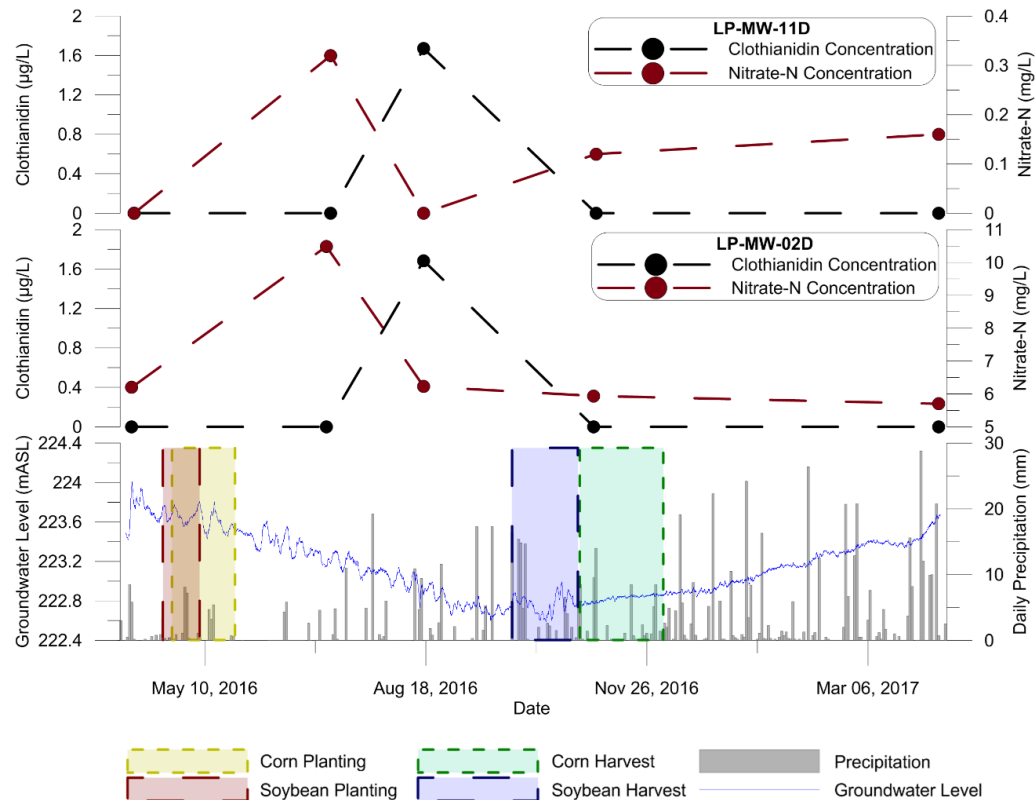 LP-MW-11D
Clothianidin Concentration
Nitrate-N Concentration
Clothianidin (µg/L)
2
1.6
1.2
0.8
0.4
0
Nitrate-N (mg/L)
0.4
0.3
0.2
0.1
0
LP-MW-02D
Clothianidin Concentration
Nitrate-N Concentration
Clothianidin (µg/L)
2
1.6
1.2
0.8
0.4
0
Nitrate-N (mg/L)
11
10
9
8
7
6
5
Groundwater Level (mASL)
224.4
224
223.6
223.2
222.8
222.4
Daily Precipitation (mm)
30
20
10
0
May 10, 2016
Aug 18, 2016
Nov 26, 2016
Mar 06, 2017
Date
Corn Planting
Corn Harvest
Precipitation
Soybean Planting
Soybean Harvest
Groundwater Level